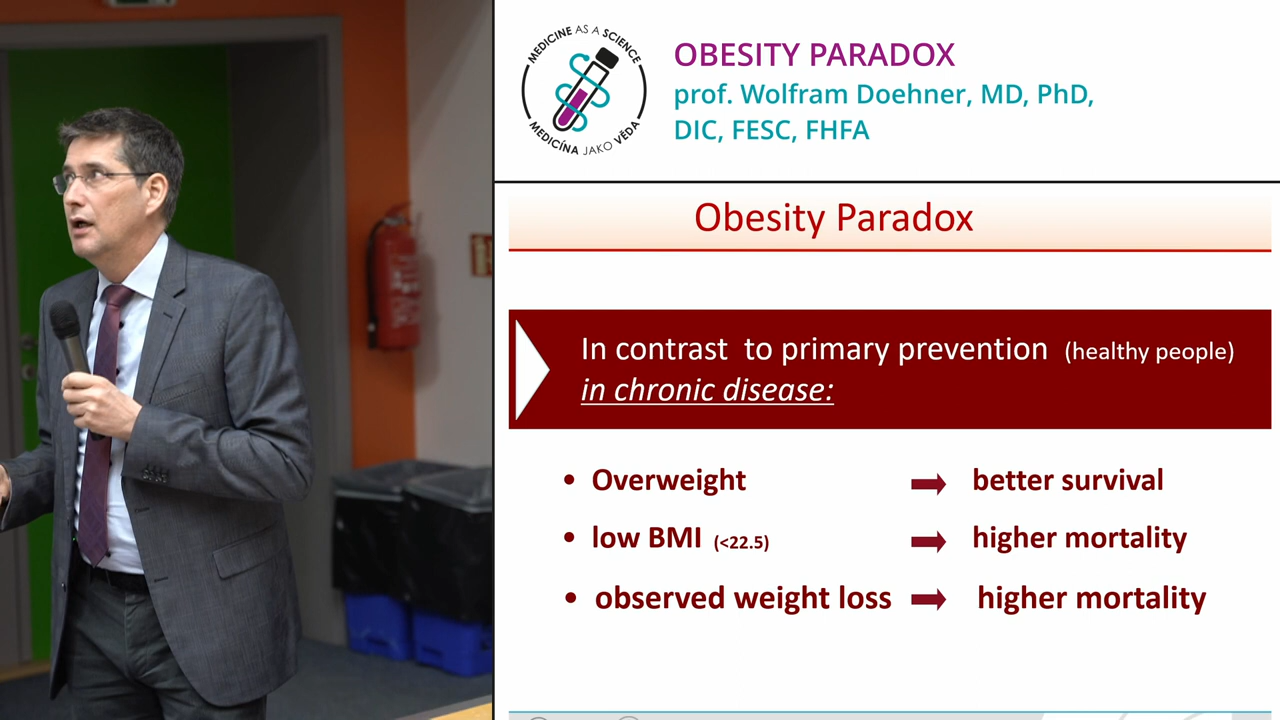 MEDICINE AS A SCIENCE
MEDICÍNA JAKO VĚDA
OBESITY PARADOX
prof. Wolfram Doehner, MD, PhD,
DIC, FESC, FHFA
Obesity Paradox
In contrast to primary prevention (healthy people)
in chronic disease:
• Overweight ➡ better survival
• low BMI (<22.5) ➡ higher mortality
• observed weight loss ➡ higher mortality